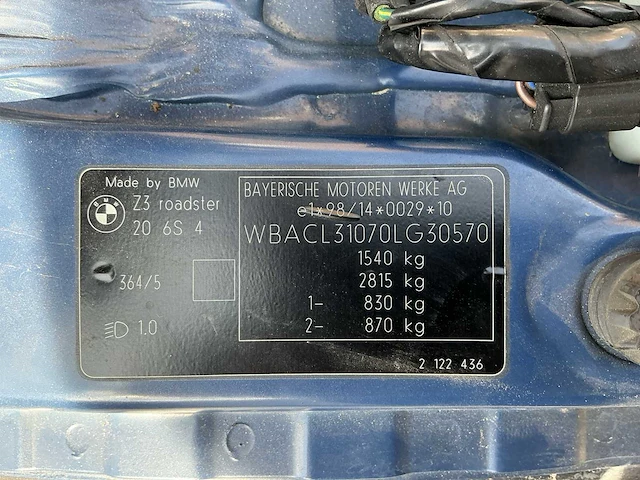 Made by BMW
BMW
Z3 roadster
20 6S 4
364/5
1.0
BAYERISCHE MOTOREN WERKE AG
e1*98/14*0029*10
WBACL31070LG30570
1540 kg
2815 kg
1- 830 kg
2- 870 kg
2 122 436